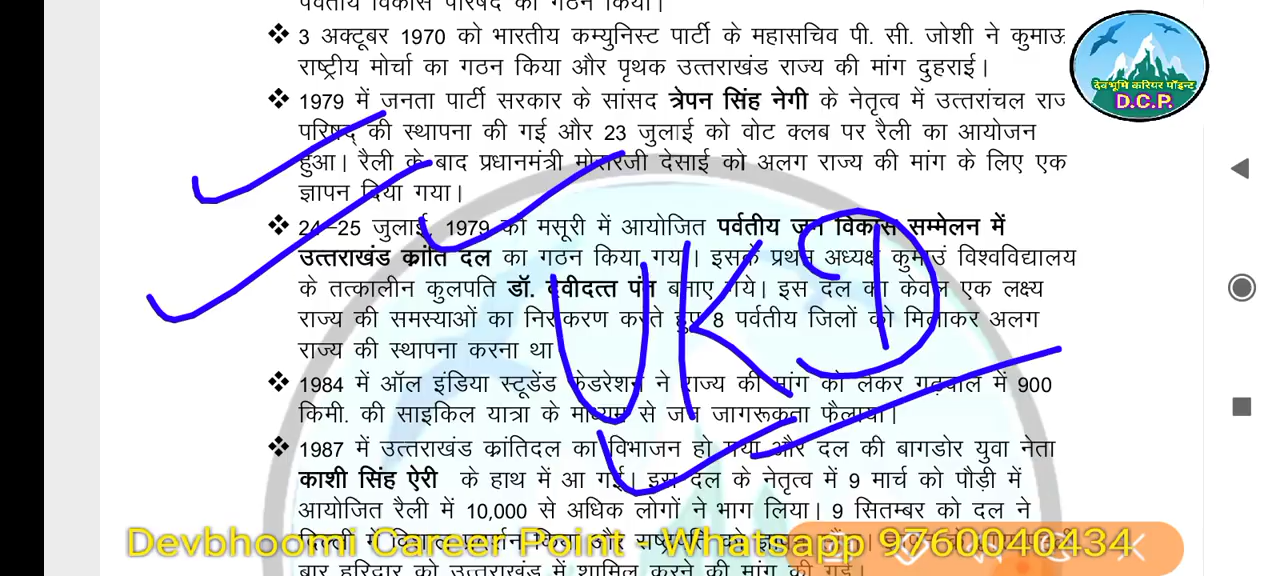 पर्वतीय विकास परिषद का गठन किया।
❖ 3 अक्टूबर 1970 को भारतीय कम्युनिस्ट पार्टी के महासचिव पी. सी. जोशी ने कुमाऊ
राष्ट्रीय मोर्चा का गठन किया और पृथक उत्तराखंड राज्य की मांग दुहराई।
❖ 1979 में जनता पार्टी सरकार के सांसद त्रेपन सिंह नेगी के नेतृत्व में उत्तरांचल राज
परिषद् की स्थापना की गई और 23 जुलाई को वोट क्लब पर रैली का आयोजन
हुआ। रैली के बाद प्रधानमंत्री मोरारजी देसाई को अलग राज्य की मांग के लिए एक
ज्ञापन दिया गया।
❖ 24–25 जुलाई, 1979 को मसूरी में आयोजित पर्वतीय जन विकास सम्मेलन में
उत्तराखंड क्रांति दल का गठन किया गया। इसके प्रथम अध्यक्ष कुमाउं विश्वविद्यालय
के तत्कालीन कुलपति डॉ. देवीदत्त पंत बनाए गये। इस दल का केवल एक लक्ष्य
राज्य की समस्याओं का निराकरण करते हुए 8 पर्वतीय जिलों को मिलाकर अलग
राज्य की स्थापना करना था
UKD
❖ 1984 में ऑल इंडिया स्टूडेंड फेडरेशन ने राज्य की मांग को लेकर गढ़वाल में 900
किमी. की साइकिल यात्रा के माध्यम से जन जागरूकता फैलाया।
❖ 1987 में उत्तराखंड क्रांतिदल का विभाजन हो गया और दल की बागडोर युवा नेता
काशी सिंह ऐरी के हाथ में आ गई। इस दल के नेतृत्व में 9 मार्च को पौड़ी में
आयोजित रैली में 10,000 से अधिक लोगों ने भाग लिया। 9 सितम्बर को दल ने
दिल्ली में विशाल प्रदर्शन किया और राष्ट्रपति को ज्ञापन
बार हरिद्वार को उत्तराखंड में शामिल करने की मांग की गई।
Devbhoomi Career Point - Whatsapp 9760040434
देवभूमि करियर पॉइन्ट
D.C.P.